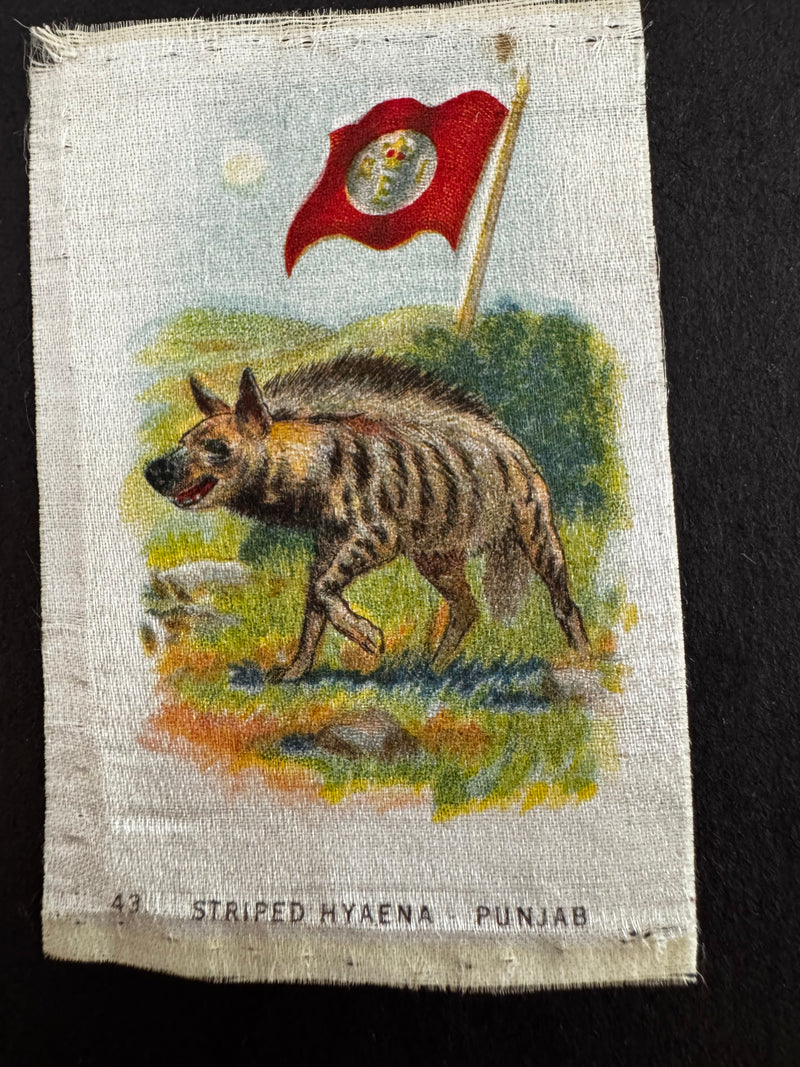 43 STRIPED HYAENA - PUNJAB